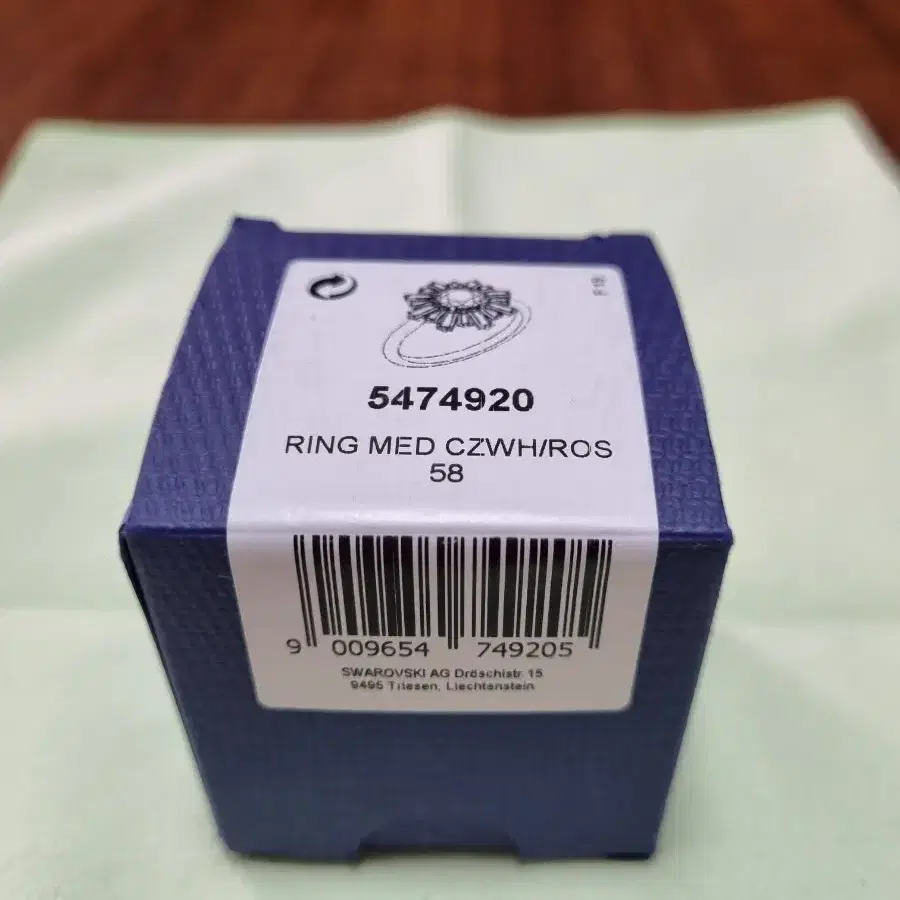 5474920
RING MED CZWH/ROS
58
9 009654 749205
SWAROVSKI AG Dröschistr. 15
9495 Triesen, Liechtenstein